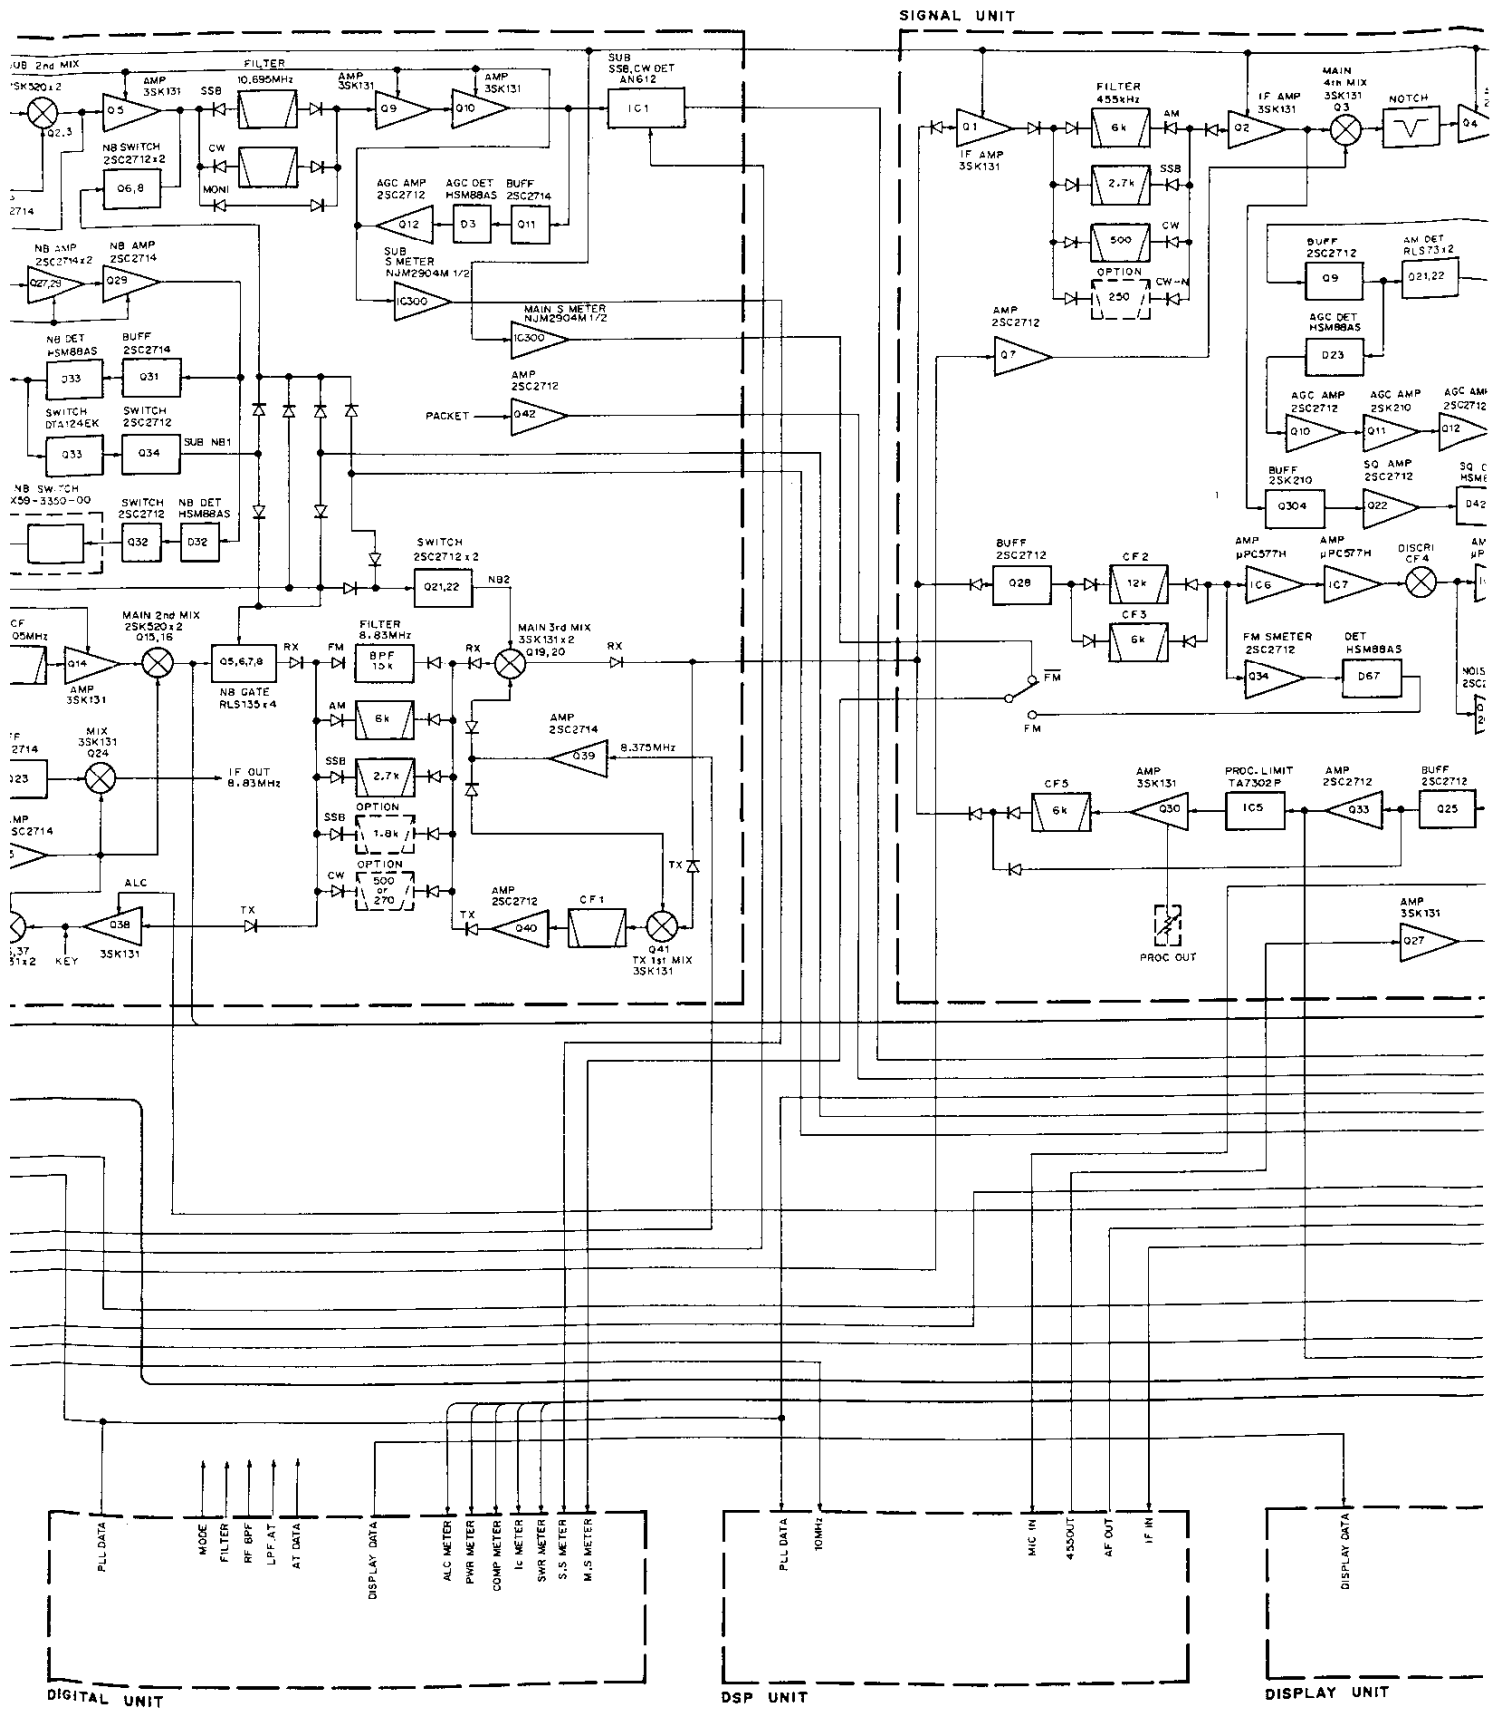 SIGNAL UNIT
2nd MIX
AMP
3SK131
Q5
Q2,3
SSB
FILTER
10.695MHz
CW
MONI
AMP
3SK131
Q9
AMP
3SK131
Q10
SUB
SSB,CW DET
AN612
IC1
NB SWITCH
2SC2712x2
Q6,8
AGC AMP
2SC2712
Q12
AGC DET
HSM88AS
D3
BUFF
2SC2714
Q11
SUB
S METER
NJM2904M 1/2
IC300
MAIN S METER
NJM2904M 1/2
IC300
NB AMP
2SC2714x2
NB AMP
2SC2714
Q29
NB DET
HSM88AS
D33
BUFF
2SC2714
Q31
SWITCH
DTA124EK
Q33
SWITCH
2SC2712
Q34
SUB NB1
AMP
2SC2712
PACKET
Q42
X59-3350-00
SWITCH
2SC2712
Q32
NB DET
HSM88AS
D32
SWITCH
2SC2712x2
Q21,22
NB2
CF
Q14
AMP
3SK131
MAIN 2nd MIX
2SK520x2
Q15,16
Q5,6,7,8
NB GATE
RLS135x4
RX
FM
FILTER
8.83MHz
BPF
15k
RX
MAIN 3rd MIX
3SK131x2
Q19,20
RX
AM
6k
SSB
2.7k
OPTION
SSB
1.8k
OPTION
CW
500
or
270
AMP
2SC2714
Q39
8.375MHz
MIX
3SK131
Q24
IF OUT
8.83MHz
ALC
Q38
3SK131
KEY
TX
TX
AMP
2SC2712
Q40
CF1
Q41
TX 1st MIX
3SK131
TX
Q1
IF AMP
3SK131
FILTER
455kHz
6k
AM
2.7k
SSB
500
CW
OPTION
250
CW-N
IF AMP
3SK131
Q2
MAIN
4th MIX
3SK131
Q3
NOTCH
Q4
AMP
2SC2712
Q7
BUFF
2SC2712
Q9
AM DET
RLS73x2
Q21,22
AGC DET
HSM88AS
D23
AGC AMP
2SC2712
Q10
AGC AMP
2SK210
Q11
2SC2712
Q12
BUFF
2SK210
Q304
SQ AMP
2SC2712
Q22
BUFF
2SC2712
Q28
CF2
12k
CF3
6k
AMP
µPC577H
IC6
AMP
µPC577H
IC7
DISCRI
CF4
FM SMETER
2SC2712
Q34
DET
HSM88AS
D67
FM
FM
CF5
6k
AMP
3SK131
Q30
PROC.LIMIT
TA7302P
IC5
AMP
2SC2712
Q33
BUFF
2SC2712
Q25
PROC OUT
AMP
3SK131
Q27
PLL DATA
MODE
FILTER
RF BPF
LPF,AT
AT DATA
DISPLAY DATA
ALC METER
PWR METER
COMP METER
Ic METER
SWR METER
S.S METER
M.S METER
PLL DATA
10MHz
MIC IN
455OUT
AF OUT
IF IN
DISPLAY DATA
DIGITAL UNIT
DSP UNIT
DISPLAY UNIT